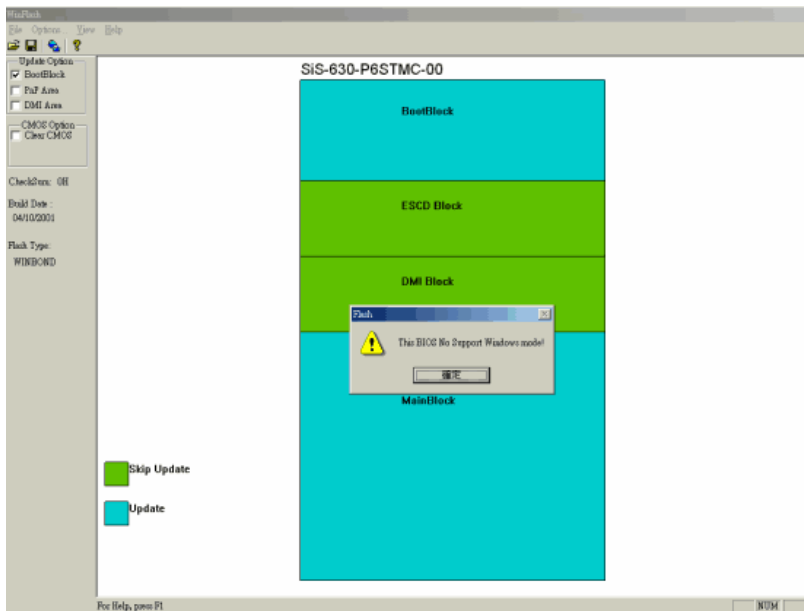 WinFlash
File Options... View Help
Update Option
BootBlock
PnP Area
DMI Area
CMOS Option
Clear CMOS
CheckSum: 0H
Build Date :
04/10/2001
Flash Type:
WINBOND
SiS-630-P6STMC-00
BootBlock
ESCD Block
DMI Block
Flash
This BIOS No Support Windows mode!
確定
MainBlock
Skip Update
Update
For Help, press F1
NUM